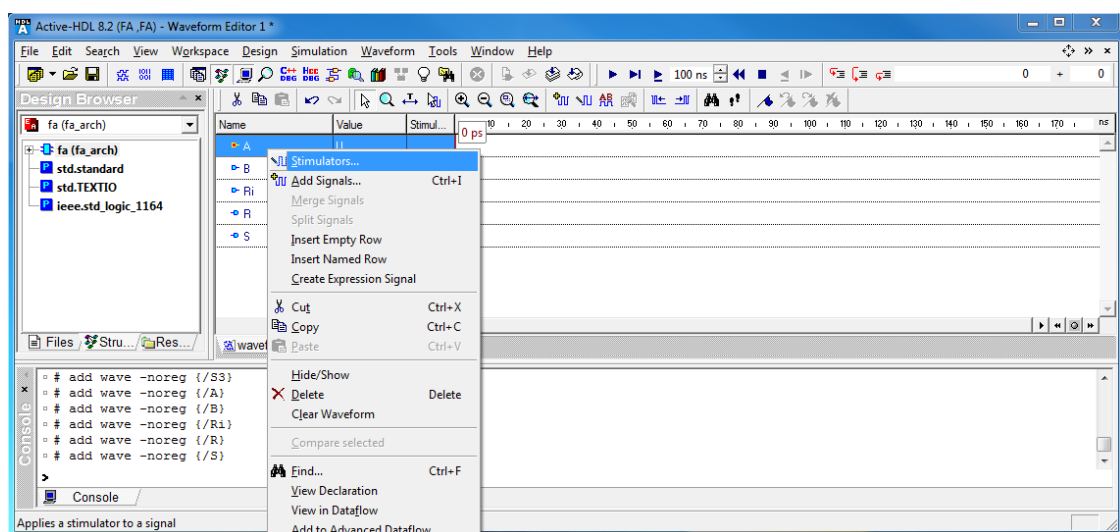 Active-HDL 8.2 (FA ,FA) - Waveform Editor 1 *
File Edit Search View Workspace Design Simulation Waveform Tools Window Help
100 ns 0 + 0
Design Browser
fa (fa_arch)
fa (fa_arch)
std.standard
std.TEXTIO
ieee.std_logic_1164
Files Stru... Res...
Name Value Stimul... 0 ps 10 20 30 40 50 60 70 80 90 100 110 120 130 140 150 160 170 ns
A U
B
Ri
R
S
Stimulators...
Add Signals... Ctrl+I
Merge Signals
Split Signals
Insert Empty Row
Insert Named Row
Create Expression Signal
Cut Ctrl+X
Copy Ctrl+C
Paste Ctrl+V
Hide/Show
Delete Delete
Clear Waveform
Compare selected
Find... Ctrl+F
View Declaration
View in Dataflow
Add to Advanced Dataflow
Console
# add wave -noreg {/S3}
# add wave -noreg {/A}
# add wave -noreg {/B}
# add wave -noreg {/Ri}
# add wave -noreg {/R}
# add wave -noreg {/S}
>
Console
Applies a stimulator to a signal